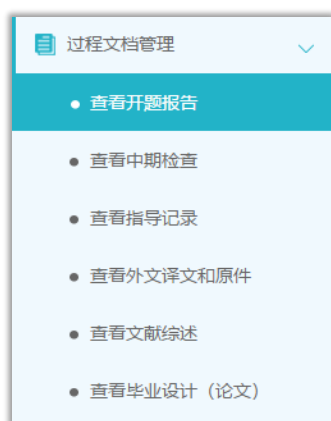 过程文档管理
查看开题报告
查看中期检查
查看指导记录
查看外文译文和原件
查看文献综述
查看毕业设计（论文）